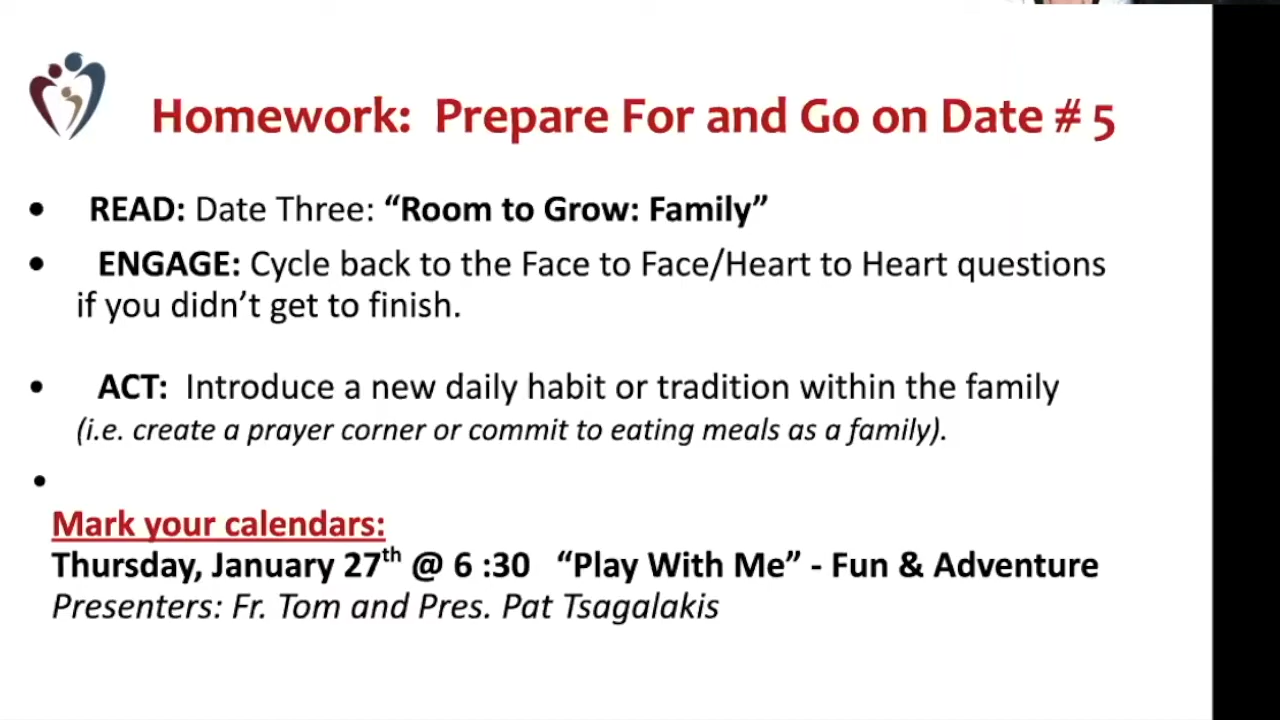 Homework: Prepare For and Go on Date # 5
• READ: Date Three: “Room to Grow: Family”
• ENGAGE: Cycle back to the Face to Face/Heart to Heart questions
if you didn’t get to finish.
• ACT: Introduce a new daily habit or tradition within the family
(i.e. create a prayer corner or commit to eating meals as a family).
•
Mark your calendars:
Thursday, January 27th @ 6 :30 “Play With Me” - Fun & Adventure
Presenters: Fr. Tom and Pres. Pat Tsagalakis